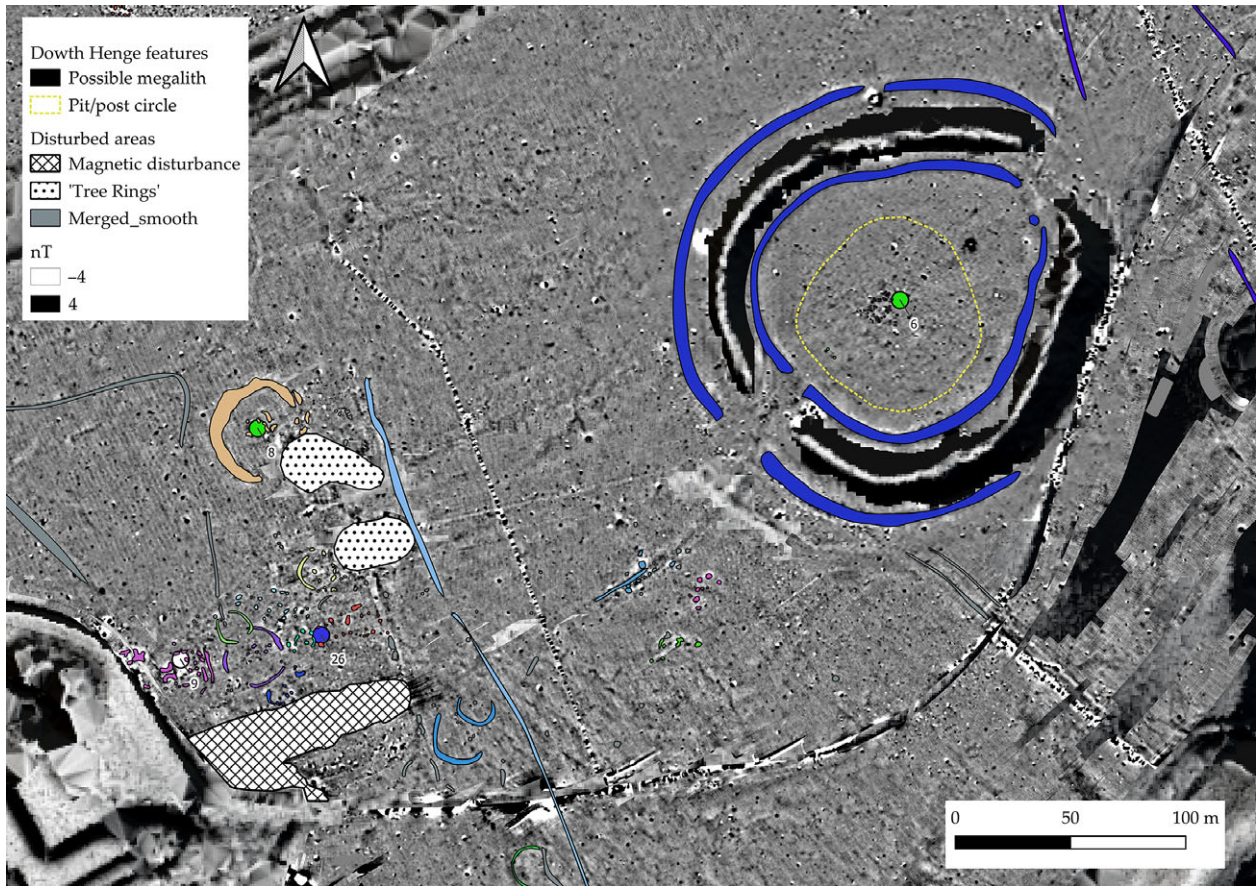 Dowth Henge features
Possible megalith
Pit/post circle
Disturbed areas
Magnetic disturbance
'Tree Rings'
Merged_smooth
nT
–4
4
6
8
26
9
0 50 100 m